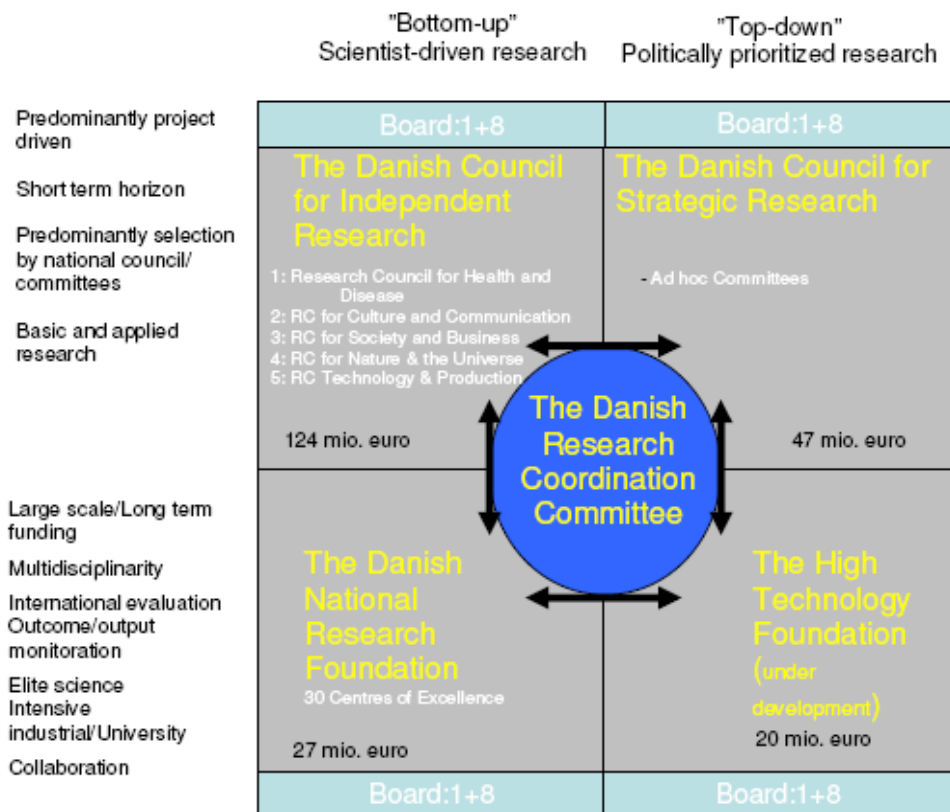 "Bottom-up"
Scientist-driven research
"Top-down"
Politically prioritized research
Predominantly project
driven
Short term horizon
Predominantly selection
by national council/
committees
Basic and applied
research
Board:1+8
The Danish Council
for Independent
Research
1: Research Council for Health and
Disease
2: RC for Culture and Communication
3: RC for Society and Business
4: RC for Nature & the Universe
5: RC Technology & Production
124 mio. euro
Board:1+8
The Danish Council for
Strategic Research
- Ad hoc Committees
47 mio. euro
The Danish
Research
Coordination
Committee
Large scale/Long term
funding
Multidisciplinarity
International evaluation
Outcome/output
monitoration
Elite science
Intensive
industrial/University
Collaboration
The Danish
National
Research
Foundation
30 Centres of Excellence
27 mio. euro
Board:1+8
The High
Technology
Foundation
(under
development)
20 mio. euro
Board:1+8